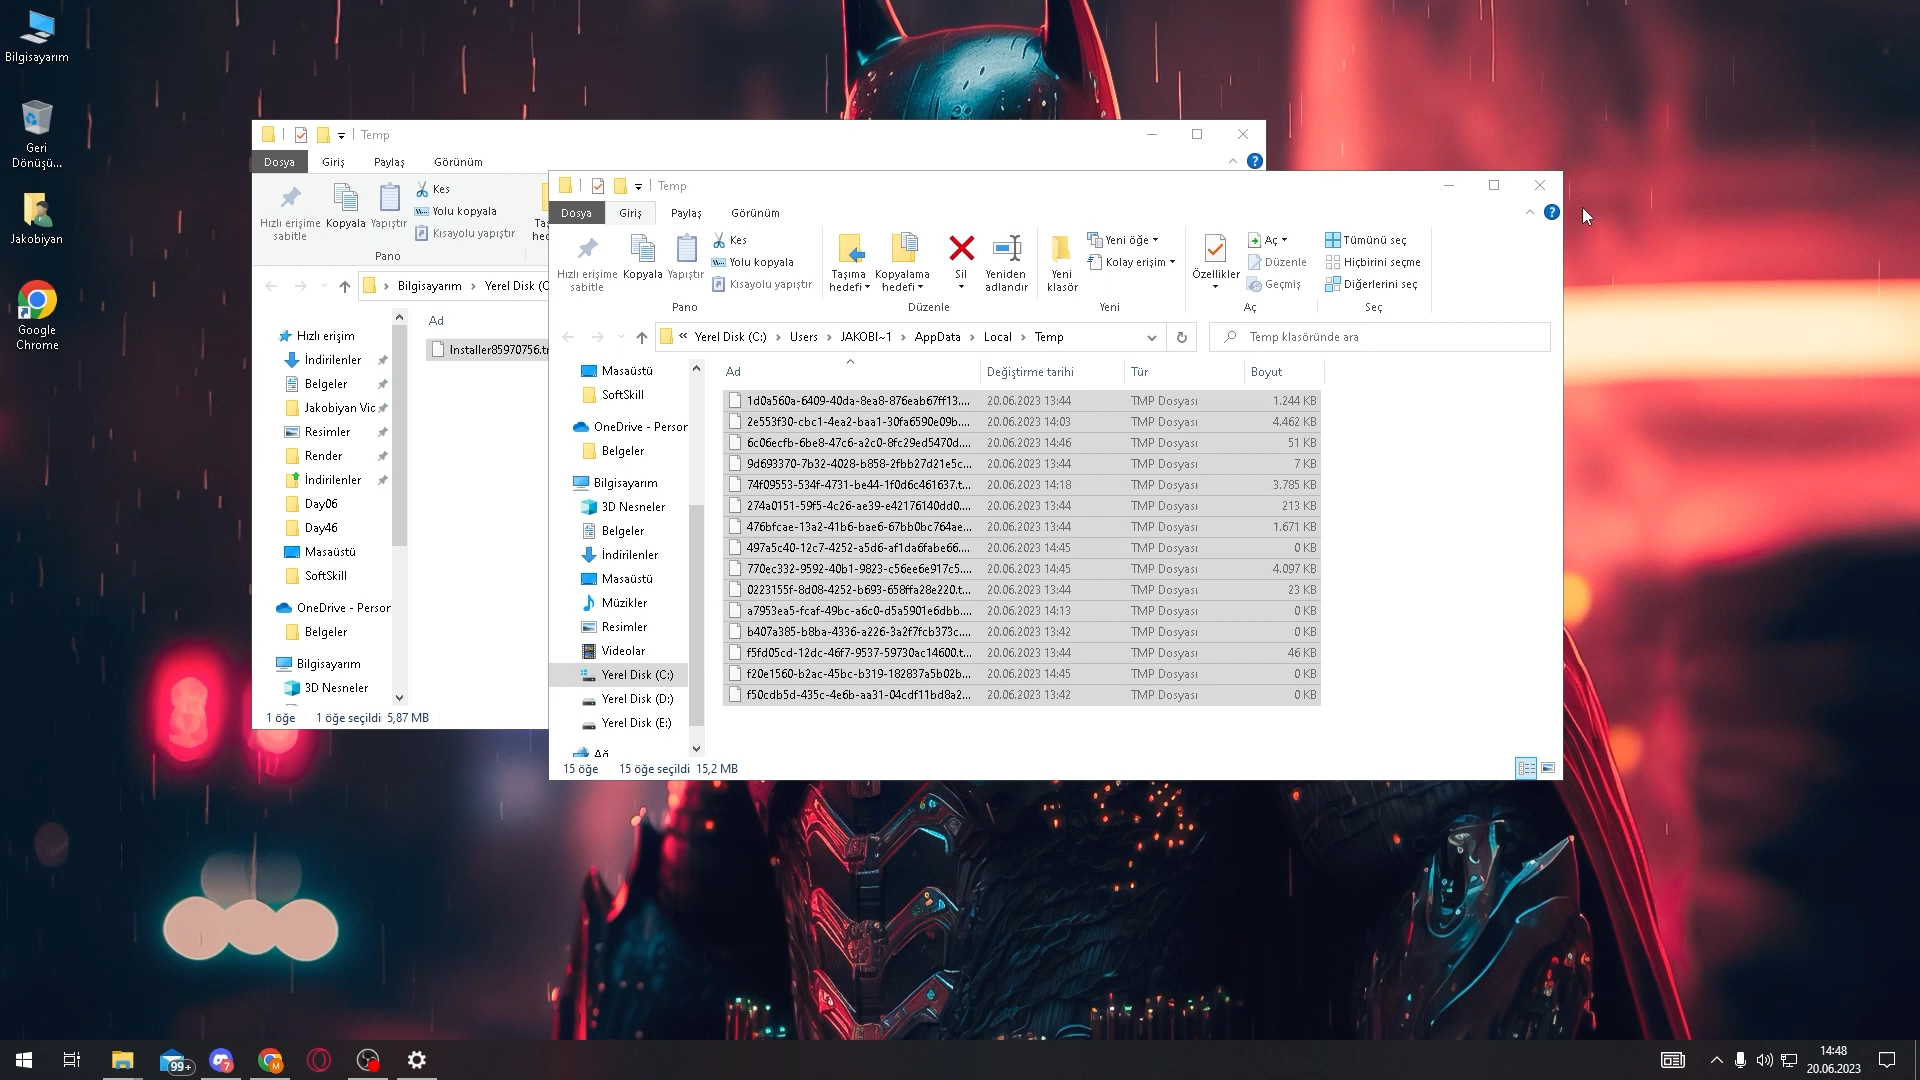 Bilgisayarım
Geri
Dönüşü...
Jakobiyan
Google
Chrome
Temp
Dosya
Giriş
Paylaş
Görünüm
Hızlı erişime
sabitle
Kopyala
Yapıştır
Kes
Yolu kopyala
Kısayolu yapıştır
Pano
Bilgisayarım
Yerel Disk (C
Ad
Installer85970756.tr
Hızlı erişim
İndirilenler
Belgeler
Jakobiyan Vic
Resimler
Render
İndirilenler
Day06
Day46
Masaüstü
SoftSkill
OneDrive - Person
Belgeler
Bilgisayarım
3D Nesneler
1 öğe
1 öğe seçildi 5,87 MB
Temp
Dosya
Giriş
Paylaş
Görünüm
Hızlı erişime
sabitle
Kopyala
Yapıştır
Kes
Yolu kopyala
Kısayolu yapıştır
Pano
Taşıma
hedefi
Kopyalama
hedefi
Sil
Yeniden
adlandır
Düzenle
Yeni
klasör
Yeni öğe
Kolay erişim
Yeni
Özellikler
Aç
Düzenle
Geçmiş
Aç
Tümünü seç
Hiçbirini seçme
Diğerlerini seç
Seç
« Yerel Disk (C:) › Users › JAKOBI~1 › AppData › Local › Temp
Temp klasöründe ara
Masaüstü
SoftSkill
OneDrive - Person
Belgeler
Bilgisayarım
3D Nesneler
Belgeler
İndirilenler
Masaüstü
Müzikler
Resimler
Videolar
Yerel Disk (C:)
Yerel Disk (D:)
Yerel Disk (E:)
Ağ
Ad Değiştirme tarihi Tür Boyut
1d0a560a-6409-40da-8ea8-876eab67ff13.... 20.06.2023 13:44 TMP Dosyası 1.244 KB
2e553f30-cbc1-4ea2-baa1-30fa6590e09b.... 20.06.2023 14:03 TMP Dosyası 4.462 KB
6c06ecfb-6be8-47c6-a2c0-8fc29ed5470d.... 20.06.2023 14:46 TMP Dosyası 51 KB
9d693370-7b32-4028-b858-2fbb27d21e5c... 20.06.2023 13:44 TMP Dosyası 7 KB
74f09553-534f-4731-be44-1f0d6c461637.t... 20.06.2023 14:18 TMP Dosyası 3.785 KB
274a0151-59f5-4c26-ae39-e42176140dd0.... 20.06.2023 13:44 TMP Dosyası 213 KB
476bfcae-13a2-41b6-bae6-67bb0bc764ae... 20.06.2023 13:44 TMP Dosyası 1.671 KB
497a5c40-12c7-4252-a5d6-af1da6fabe66.... 20.06.2023 14:45 TMP Dosyası 0 KB
770ec332-9592-40b1-9823-c56ee6e917c5.... 20.06.2023 14:45 TMP Dosyası 4.097 KB
0223155f-8d08-4252-b693-658ffa28e220.t... 20.06.2023 13:44 TMP Dosyası 23 KB
a7953ea5-fcaf-49bc-a6c0-d5a5901e6dbb.... 20.06.2023 14:13 TMP Dosyası 0 KB
b407a385-b8ba-4336-a226-3a2f7fcb373c.... 20.06.2023 13:42 TMP Dosyası 0 KB
f5fd05cd-12dc-46f7-9537-59730ac14600.t... 20.06.2023 13:44 TMP Dosyası 46 KB
f20e1560-b2ac-45bc-b319-182837a5b02b... 20.06.2023 14:45 TMP Dosyası 0 KB
f50cdb5d-435c-4e6b-aa31-04cdf11bd8a2... 20.06.2023 13:42 TMP Dosyası 0 KB
15 öğe
15 öğe seçildi 15,2 MB
99+
7
M
14:48
20.06.2023